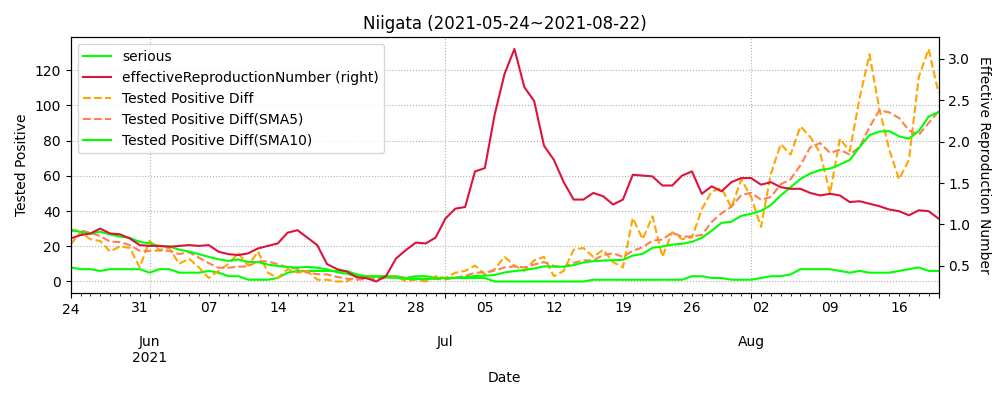 Niigata (2021-05-24~2021-08-22)
serious
effectiveReproductionNumber (right)
Tested Positive Diff
Tested Positive Diff(SMA5)
Tested Positive Diff(SMA10)
Tested Positive
120
100
80
60
40
20
0
3.0
2.5
2.0
1.5
1.0
0.5
Effective Reproduction Number
24 31 07 14 21 28 05 12 19 26 02 09 16
Jun Jul Aug
2021
Date